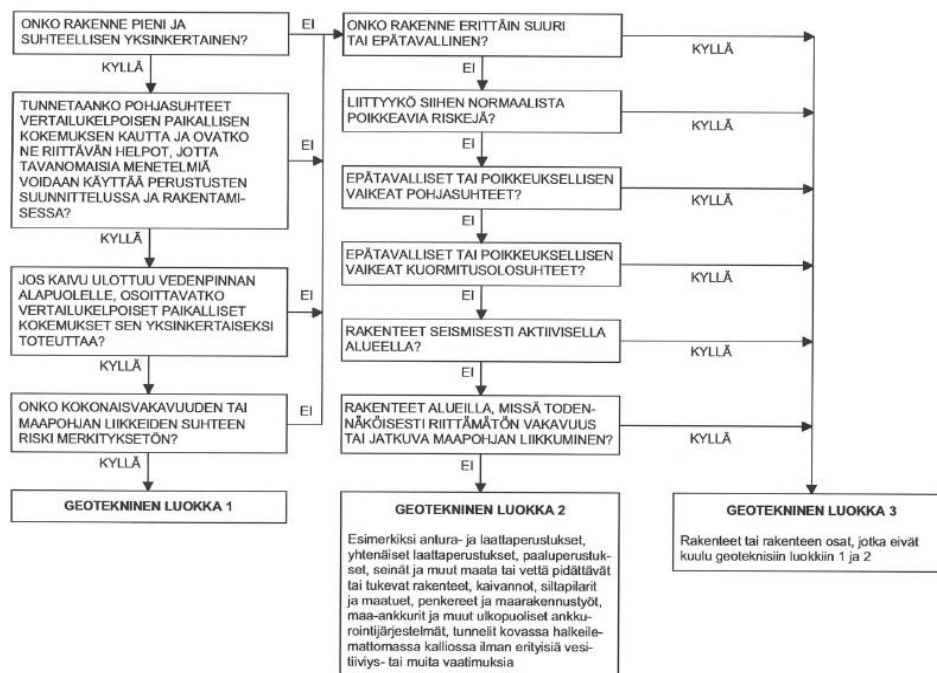 ONKO RAKENNE PIENI JA
SUHTEELLISEN YKSINKERTAINEN?
EI
KYLLÄ
TUNNETAANKO POHJASUHTEET
VERTAILUKELPOISEN PAIKALLISEN
KOKEMUKSEN KAUTTA JA OVATKO
NE RIITTÄVÄN HELPOT, JOTTA
TAVANOMAISIA MENETELMIÄ
VOIDAAN KÄYTTÄÄ PERUSTUSTEN
SUUNNITTELUSSA JA RAKENTAMI-
SESSA?
EI
KYLLÄ
JOS KAIVU ULOTTUU VEDENPINNAN
ALAPUOLELLE, OSOITTAVATKO
VERTAILUKELPOISET PAIKALLISET
KOKEMUKSET SEN YKSINKERTAISEKSI
TOTEUTTAA?
EI
KYLLÄ
ONKO KOKONAISVAKAVUUDEN TAI
MAAPOHJAN LIIKKEIDEN SUHTEEN
RISKI MERKITYKSETÖN?
EI
KYLLÄ
GEOTEKNINEN LUOKKA 1
ONKO RAKENNE ERITTÄIN SUURI
TAI EPÄTAVALLINEN?
KYLLÄ
EI
LIITTYYKÖ SIIHEN NORMAALISTA
POIKKEAVIA RISKEJÄ?
KYLLÄ
EI
EPÄTAVALLISET TAI POIKKEUKSELLISEN
VAIKEAT POHJASUHTEET?
KYLLÄ
EI
EPÄTAVALLISET TAI POIKKEUKSELLISEN
VAIKEAT KUORMITUSOLOSUHTEET?
KYLLÄ
EI
RAKENTEET SEISMISESTI AKTIIVISELLA
ALUEELLA?
KYLLÄ
EI
RAKENTEET ALUEILLA, MISSÄ TODEN-
NÄKÖISESTI RIITTÄMÄTÖN VAKAVUUS
TAI JATKUVA MAAPOHJAN LIIKKUMINEN?
KYLLÄ
EI
GEOTEKNINEN LUOKKA 2
Esimerkiksi antura- ja laattaperustukset,
yhtenäiset laattaperustukset, paaluperustuk-
set, seinät ja muut maata tai vettä pidättävät
tai tukevat rakenteet, kaivannot, siltapilarit
ja maatuet, penkereet ja maarakennustyöt,
maa-ankkurit ja muut ulkopuoliset ankku-
rointijärjestelmät, tunnelit kovassa halkeile-
mattomassa kalliossa ilman erityisiä vesi-
tiiviys- tai muita vaatimuksia
GEOTEKNINEN LUOKKA 3
Rakenteet tai rakenteen osat, jotka eivät
kuulu geoteknisiin luokkiin 1 ja 2